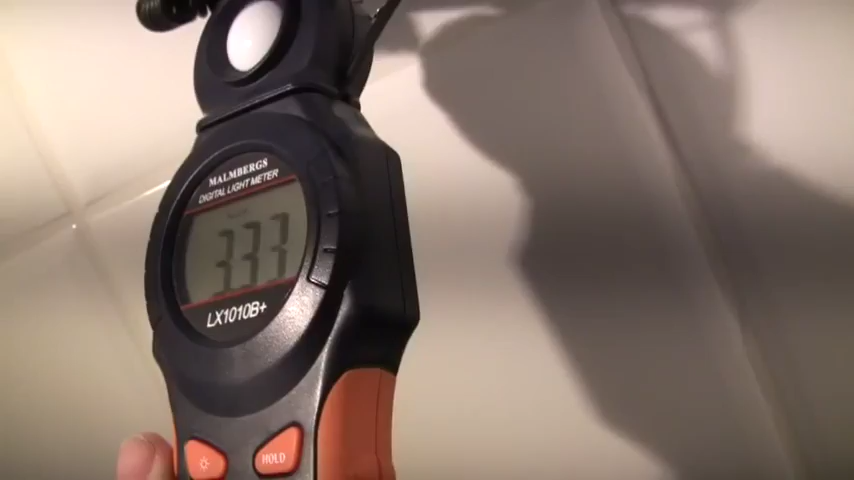 MALMBERGS
DIGITAL LIGHT METER
333
LX1010B+
HOLD